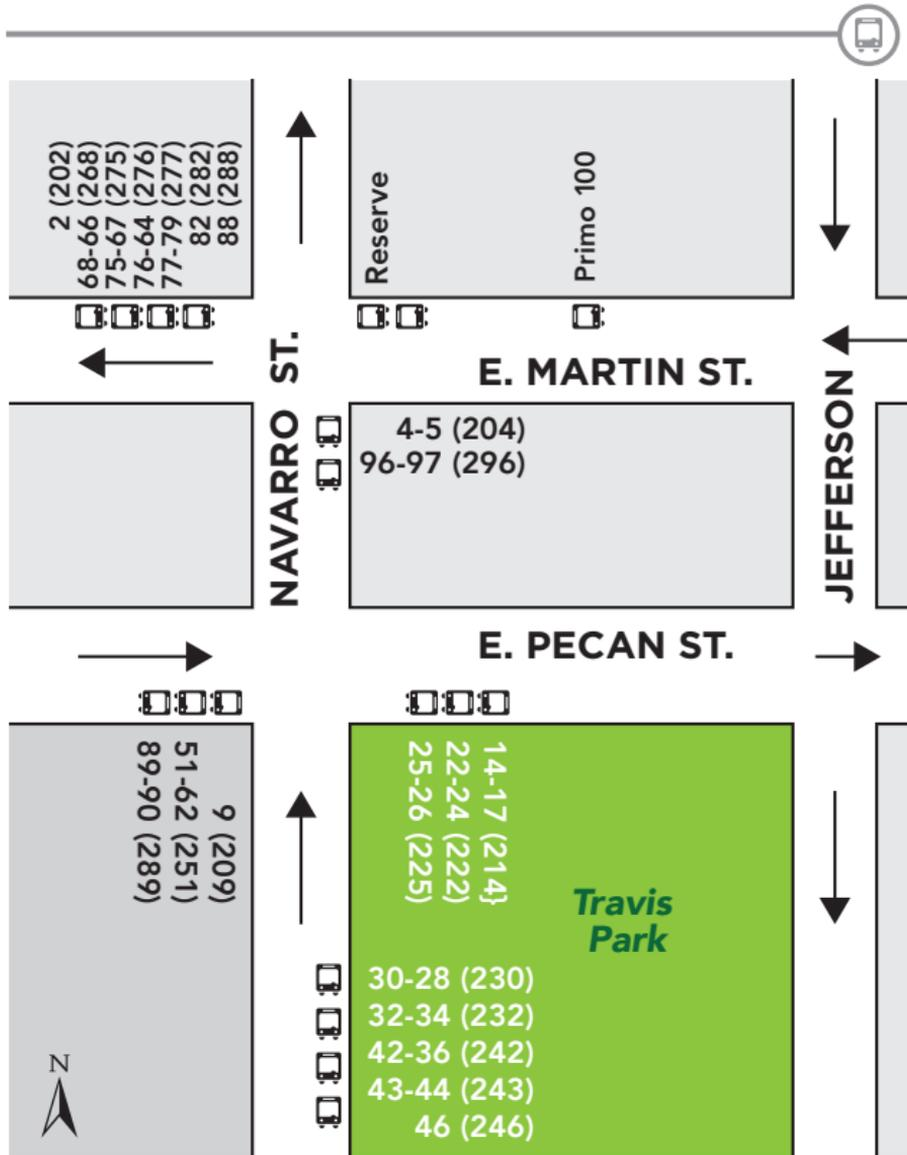 2 (202)
68-66 (268)
75-67 (275)
76-64 (276)
77-79 (277)
82 (282)
88 (288)
Reserve
Primo 100
NAVARRO ST.
E. MARTIN ST.
JEFFERSON
4-5 (204)
96-97 (296)
E. PECAN ST.
89-90 (289)
51-62 (251)
9 (209)
25-26 (225)
22-24 (222)
14-17 (214}
Travis
Park
30-28 (230)
32-34 (232)
42-36 (242)
43-44 (243)
46 (246)
N